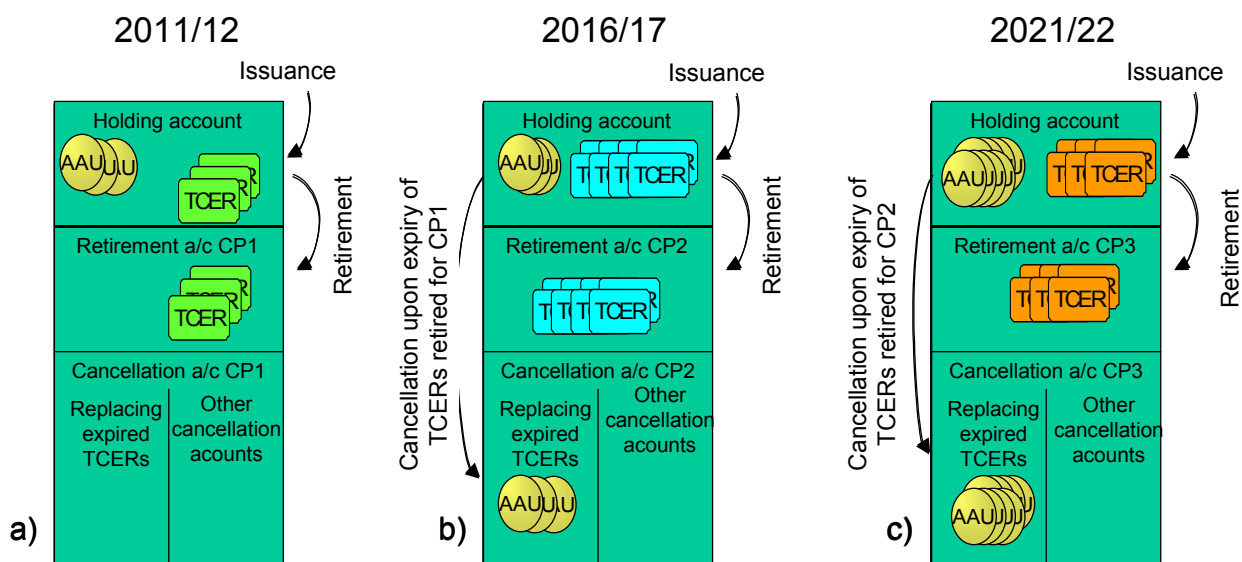 2011/12
Issuance
Holding account
AAU AU AU
TCER
Retirement
Retirement a/c CP1
TCER
Cancellation a/c CP1
Replacing
expired
TCERs
Other
cancellation
acounts
a)
2016/17
Issuance
Cancellation upon expiry of
TCERs retired for CP1
Holding account
AAU
TCER
Retirement
Retirement a/c CP2
TCER
Cancellation a/c CP2
Replacing
expired
TCERs
Other
cancellation
acounts
AAU
b)
2021/22
Issuance
Cancellation upon expiry of
TCERs retired for CP2
Holding account
AAU
TCER
Retirement
Retirement a/c CP3
TCER
Cancellation a/c CP3
Replacing
expired
TCERs
Other
cancellation
acounts
AAU
c)